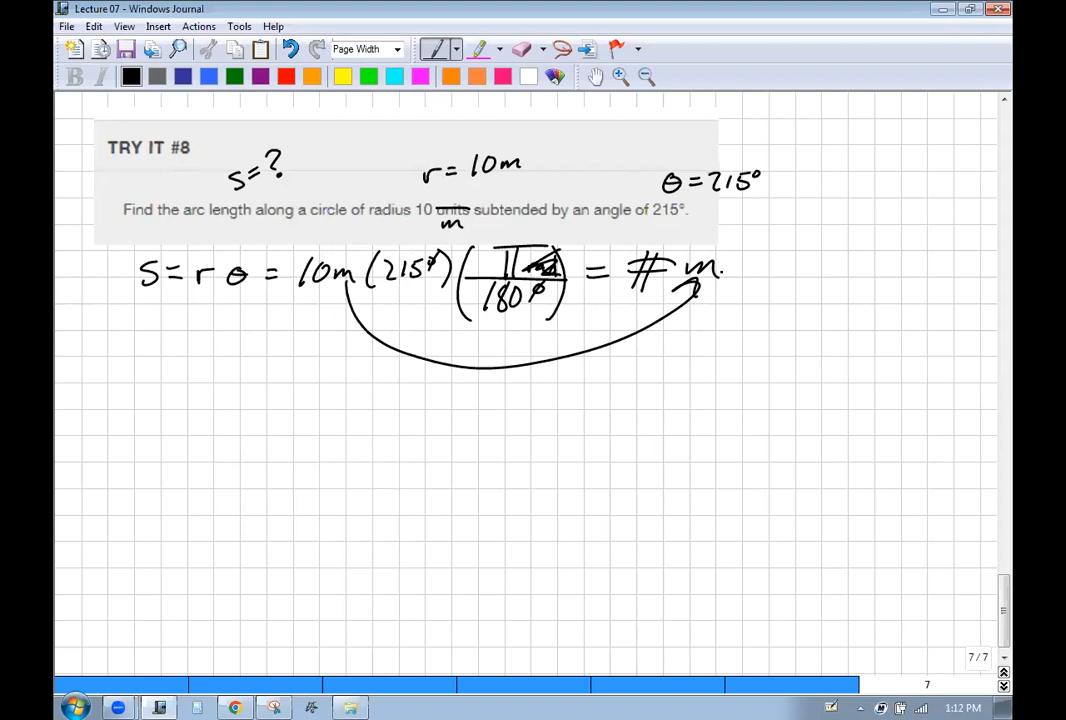 Lecture 07 - Windows Journal
File Edit View Insert Actions Tools Help
Page Width
B I
TRY IT #8
s = ?
r = 10m
θ = 215°
Find the arc length along a circle of radius 10 units subtended by an angle of 215°.
m
S = r θ = 10m (215°) (π rad / 180°) = # m.
7 / 7
7
1:12 PM